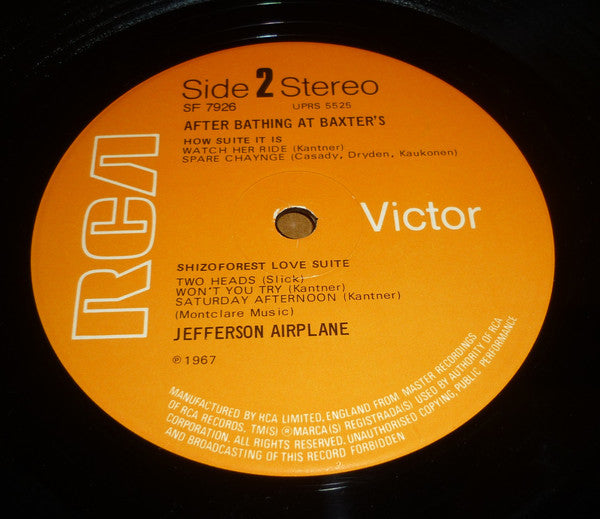 Side 2 Stereo
SF 7926 UPRS 5525
AFTER BATHING AT BAXTER'S
HOW SUITE IT IS
WATCH HER RIDE (Kantner)
SPARE CHAYNGE (Casady, Dryden, Kaukonen)
RCA
Victor
SHIZOFOREST LOVE SUITE
TWO HEADS (Slick)
WON'T YOU TRY (Kantner)
SATURDAY AFTERNOON (Kantner)
(Montclare Music)
JEFFERSON AIRPLANE
℗ 1967
MANUFACTURED BY RCA LIMITED, ENGLAND FROM MASTER RECORDINGS
OF RCA RECORDS. TM(S) ® MARCA(S) REGISTRADA(S) USED BY AUTHORITY OF RCA
CORPORATION. ALL RIGHTS RESERVED. UNAUTHORISED COPYING, PUBLIC PERFORMANCE
AND BROADCASTING OF THIS RECORD FORBIDDEN